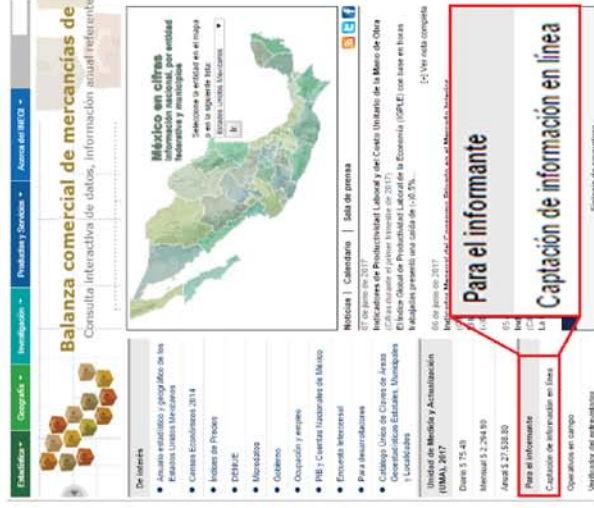 Estadística
Geografía
Investigación
Productos y Servicios
Acerca del INEGI
Balanza comercial de mercancías de
Consulta interactiva de datos, información anual referente
De interés
Anuario estadístico y geográfico de los
Estados Unidos Mexicanos
Censos Económicos 2014
Índices de Precios
DENUE
Microdatos
Gobierno
Ocupación y empleo
PIB y Cuentas Nacionales de México
Encuesta Intercensal
Para desarrolladores
Catálogo Único de Claves de Áreas
Geoestadísticas Estatales, Municipales
y Localidades
Unidad de Medida y Actualización
(UMA), 2017
Diario $ 75.49
Mensual $ 2,294.90
Anual $ 27,538.80
Para el informante
Captación de información en línea
Operativos en campo
Verificador del entrevistador
México en cifras
Información nacional, por entidad
federativa y municipios
Seleccione la entidad en el mapa
o en la siguiente lista:
Estados Unidos Mexicanos
Ir
Noticias | Calendario | Sala de prensa
07 de junio de 2017
Indicadores de Productividad Laboral y del Costo Unitario de la Mano de Obra
(Cifras durante el primer trimestre de 2017)
El Índice Global de Productividad Laboral de la Economía (IGPLE) con base en horas
trabajadas presentó una caída de (-)0.5%...
[+] Ver nota completa
06 de junio de 2017
Para el informante
Captación de información en línea